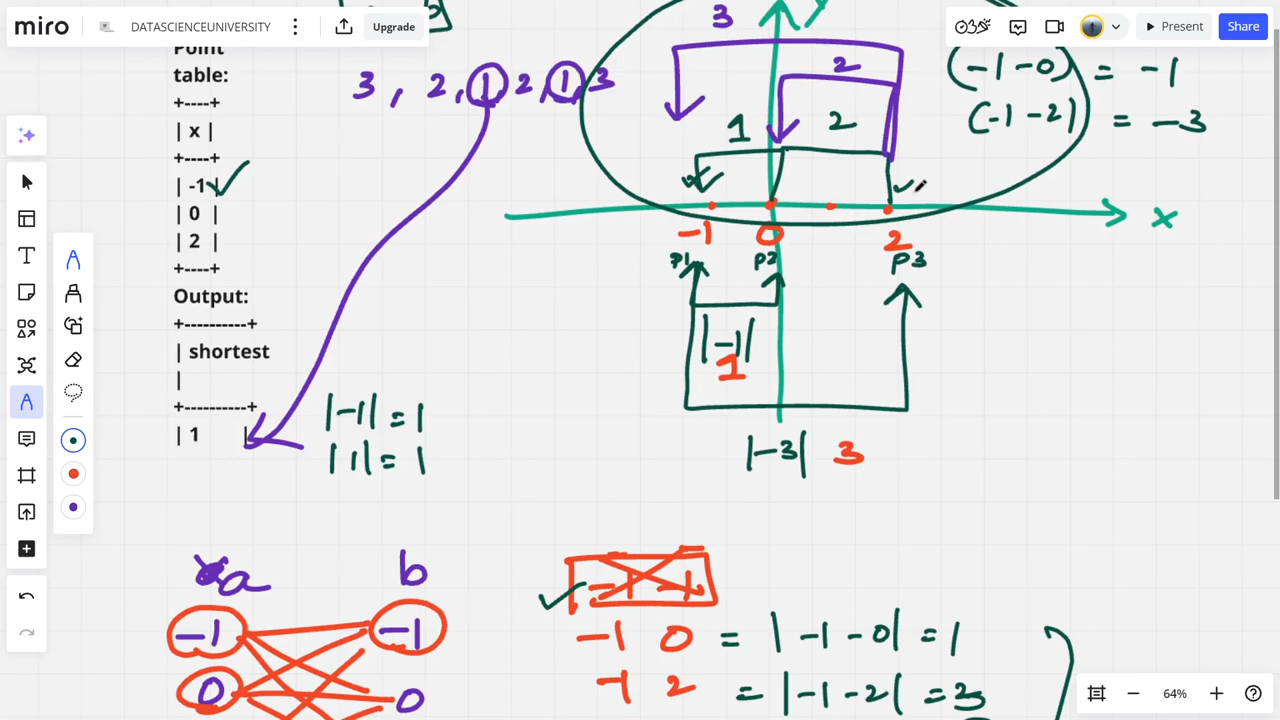 miro DATASCIENCEUNIVERSITY Upgrade Present Share
Point
table:
+----+
| x |
+----+
| -1 |
| 0 |
| 2 |
+----+
Output:
+----------+
| shortest
|
+----------+
| 1 |
3 , 2, 1, 2, 1, 3
3
y
2
1
2
(-1-0) = -1
(-1-2) = -3
x
-1 0 2
P1 P2 P3
|-1|
1
|-3| 3
|-1| = 1
|1| = 1
a b
-1 -1
0 0
-1 -1
-1 0 = |-1-0| = 1
-1 2 = |-1-2| = 3
64%